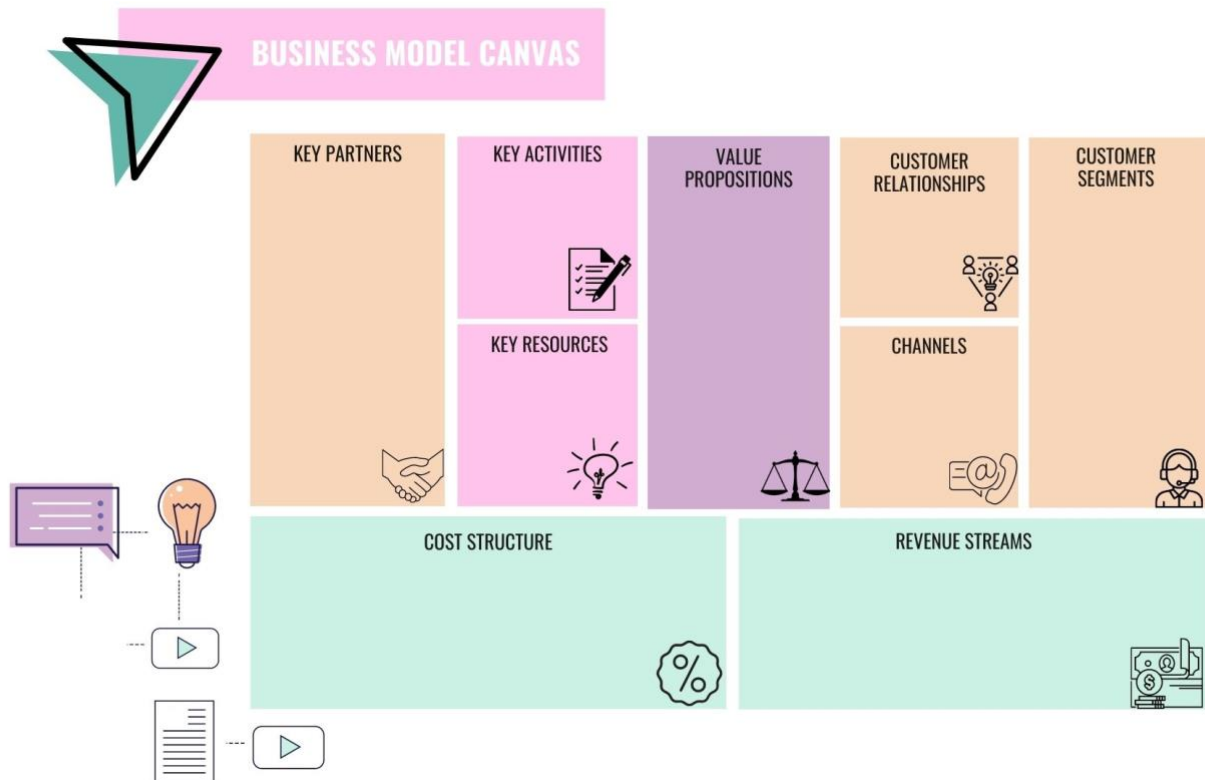 BUSINESS MODEL CANVAS
KEY PARTNERS
KEY ACTIVITIES
KEY RESOURCES
VALUE
PROPOSITIONS
CUSTOMER
RELATIONSHIPS
CHANNELS
CUSTOMER
SEGMENTS
COST STRUCTURE
REVENUE STREAMS